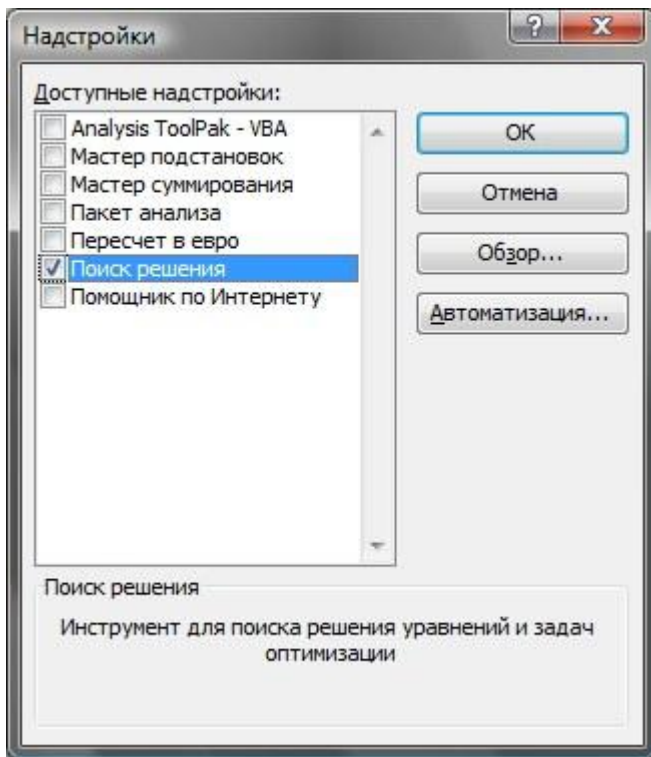 Надстройки
Доступные надстройки:
Analysis ToolPak - VBA
Мастер подстановок
Мастер суммирования
Пакет анализа
Пересчет в евро
Поиск решения
Помощник по Интернету
ОК
Отмена
Обзор...
Автоматизация...
Поиск решения
Инструмент для поиска решения уравнений и задач
оптимизации